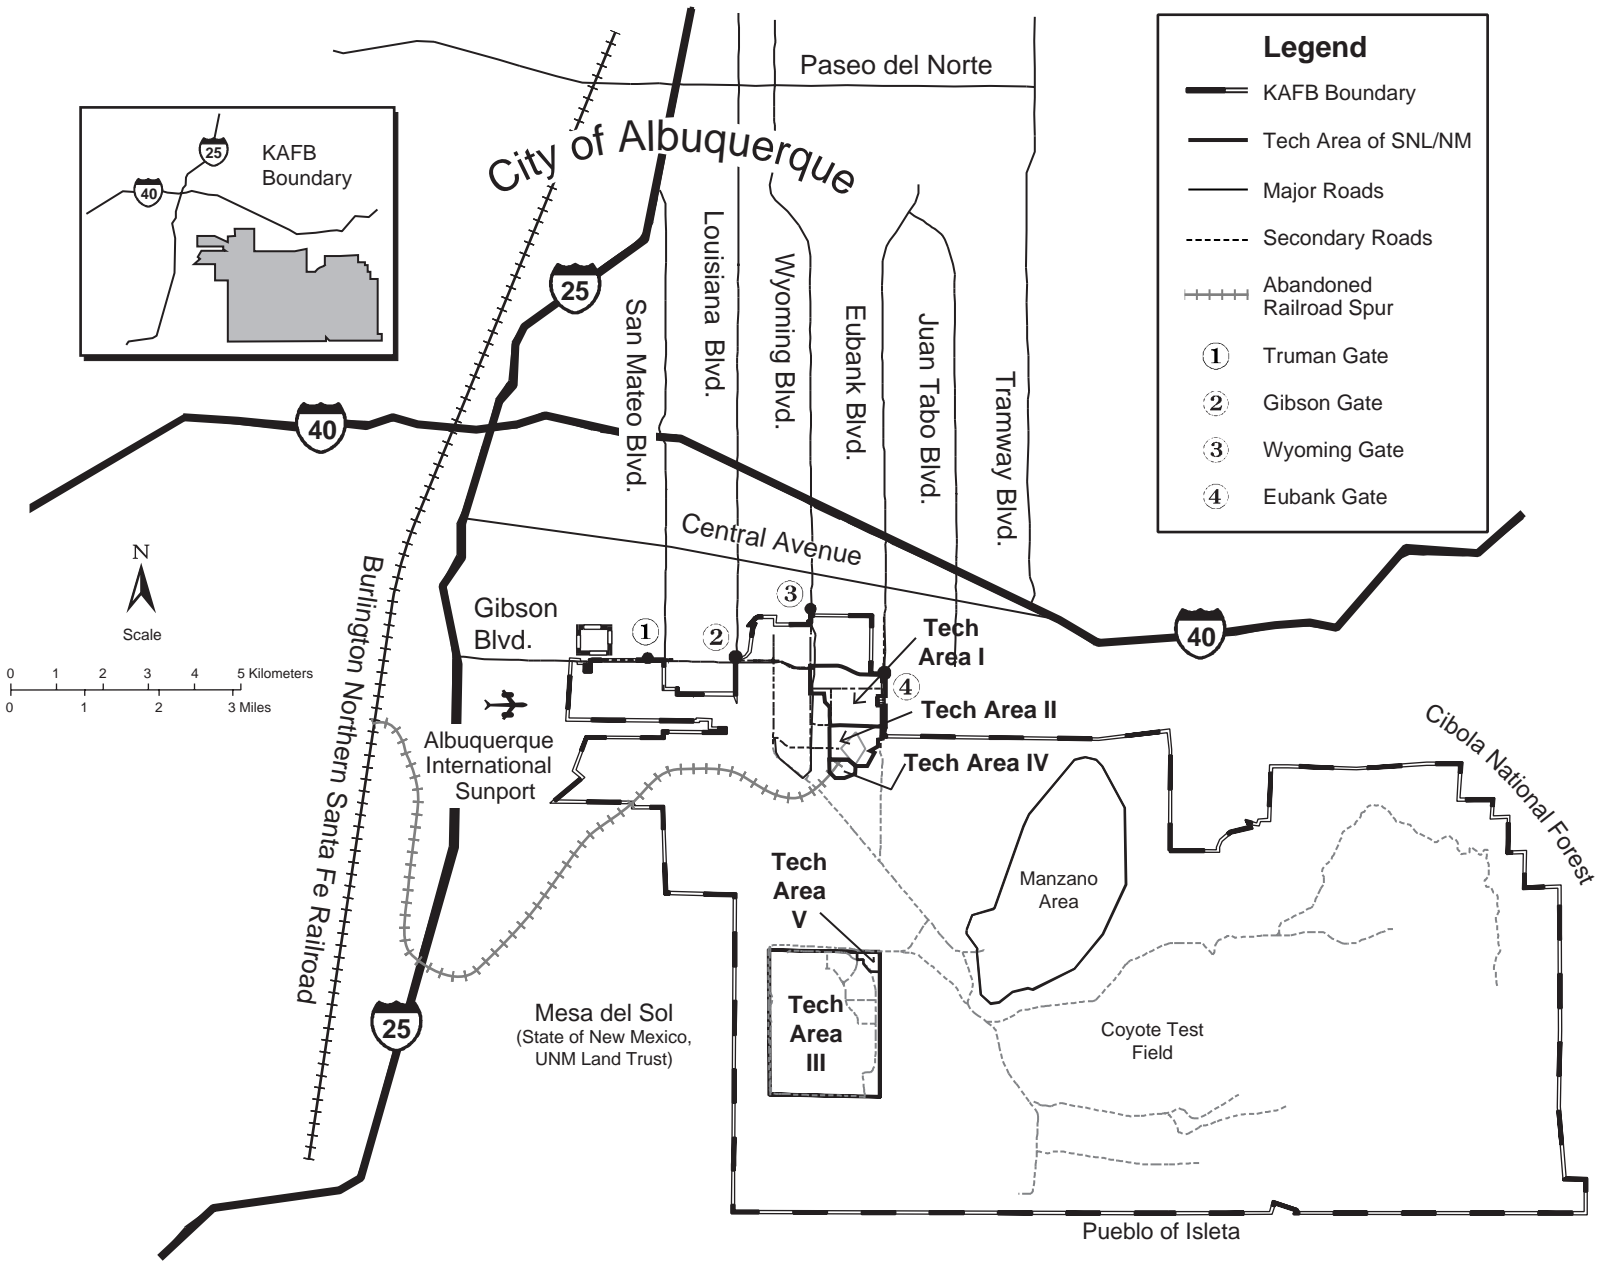 Paseo del Norte
City of Albuquerque
25
KAFB
Boundary
40
Legend
KAFB Boundary
Tech Area of SNL/NM
Major Roads
Secondary Roads
Abandoned
Railroad Spur
1 Truman Gate
2 Gibson Gate
3 Wyoming Gate
4 Eubank Gate
25
San Mateo Blvd.
Louisiana Blvd.
Wyoming Blvd.
Eubank Blvd.
Juan Tabo Blvd.
Tramway Blvd.
40
Central Avenue
N
Scale
0 1 2 3 4 5 Kilometers
0 1 2 3 Miles
Burlington Northern Santa Fe Railroad
Gibson
Blvd.
1
2
3
4
40
Tech
Area I
Tech Area II
Tech Area IV
Albuquerque
International
Sunport
Cibola National Forest
Tech
Area
V
Manzano
Area
Tech
Area
III
Mesa del Sol
(State of New Mexico,
UNM Land Trust)
25
Coyote Test
Field
Pueblo of Isleta